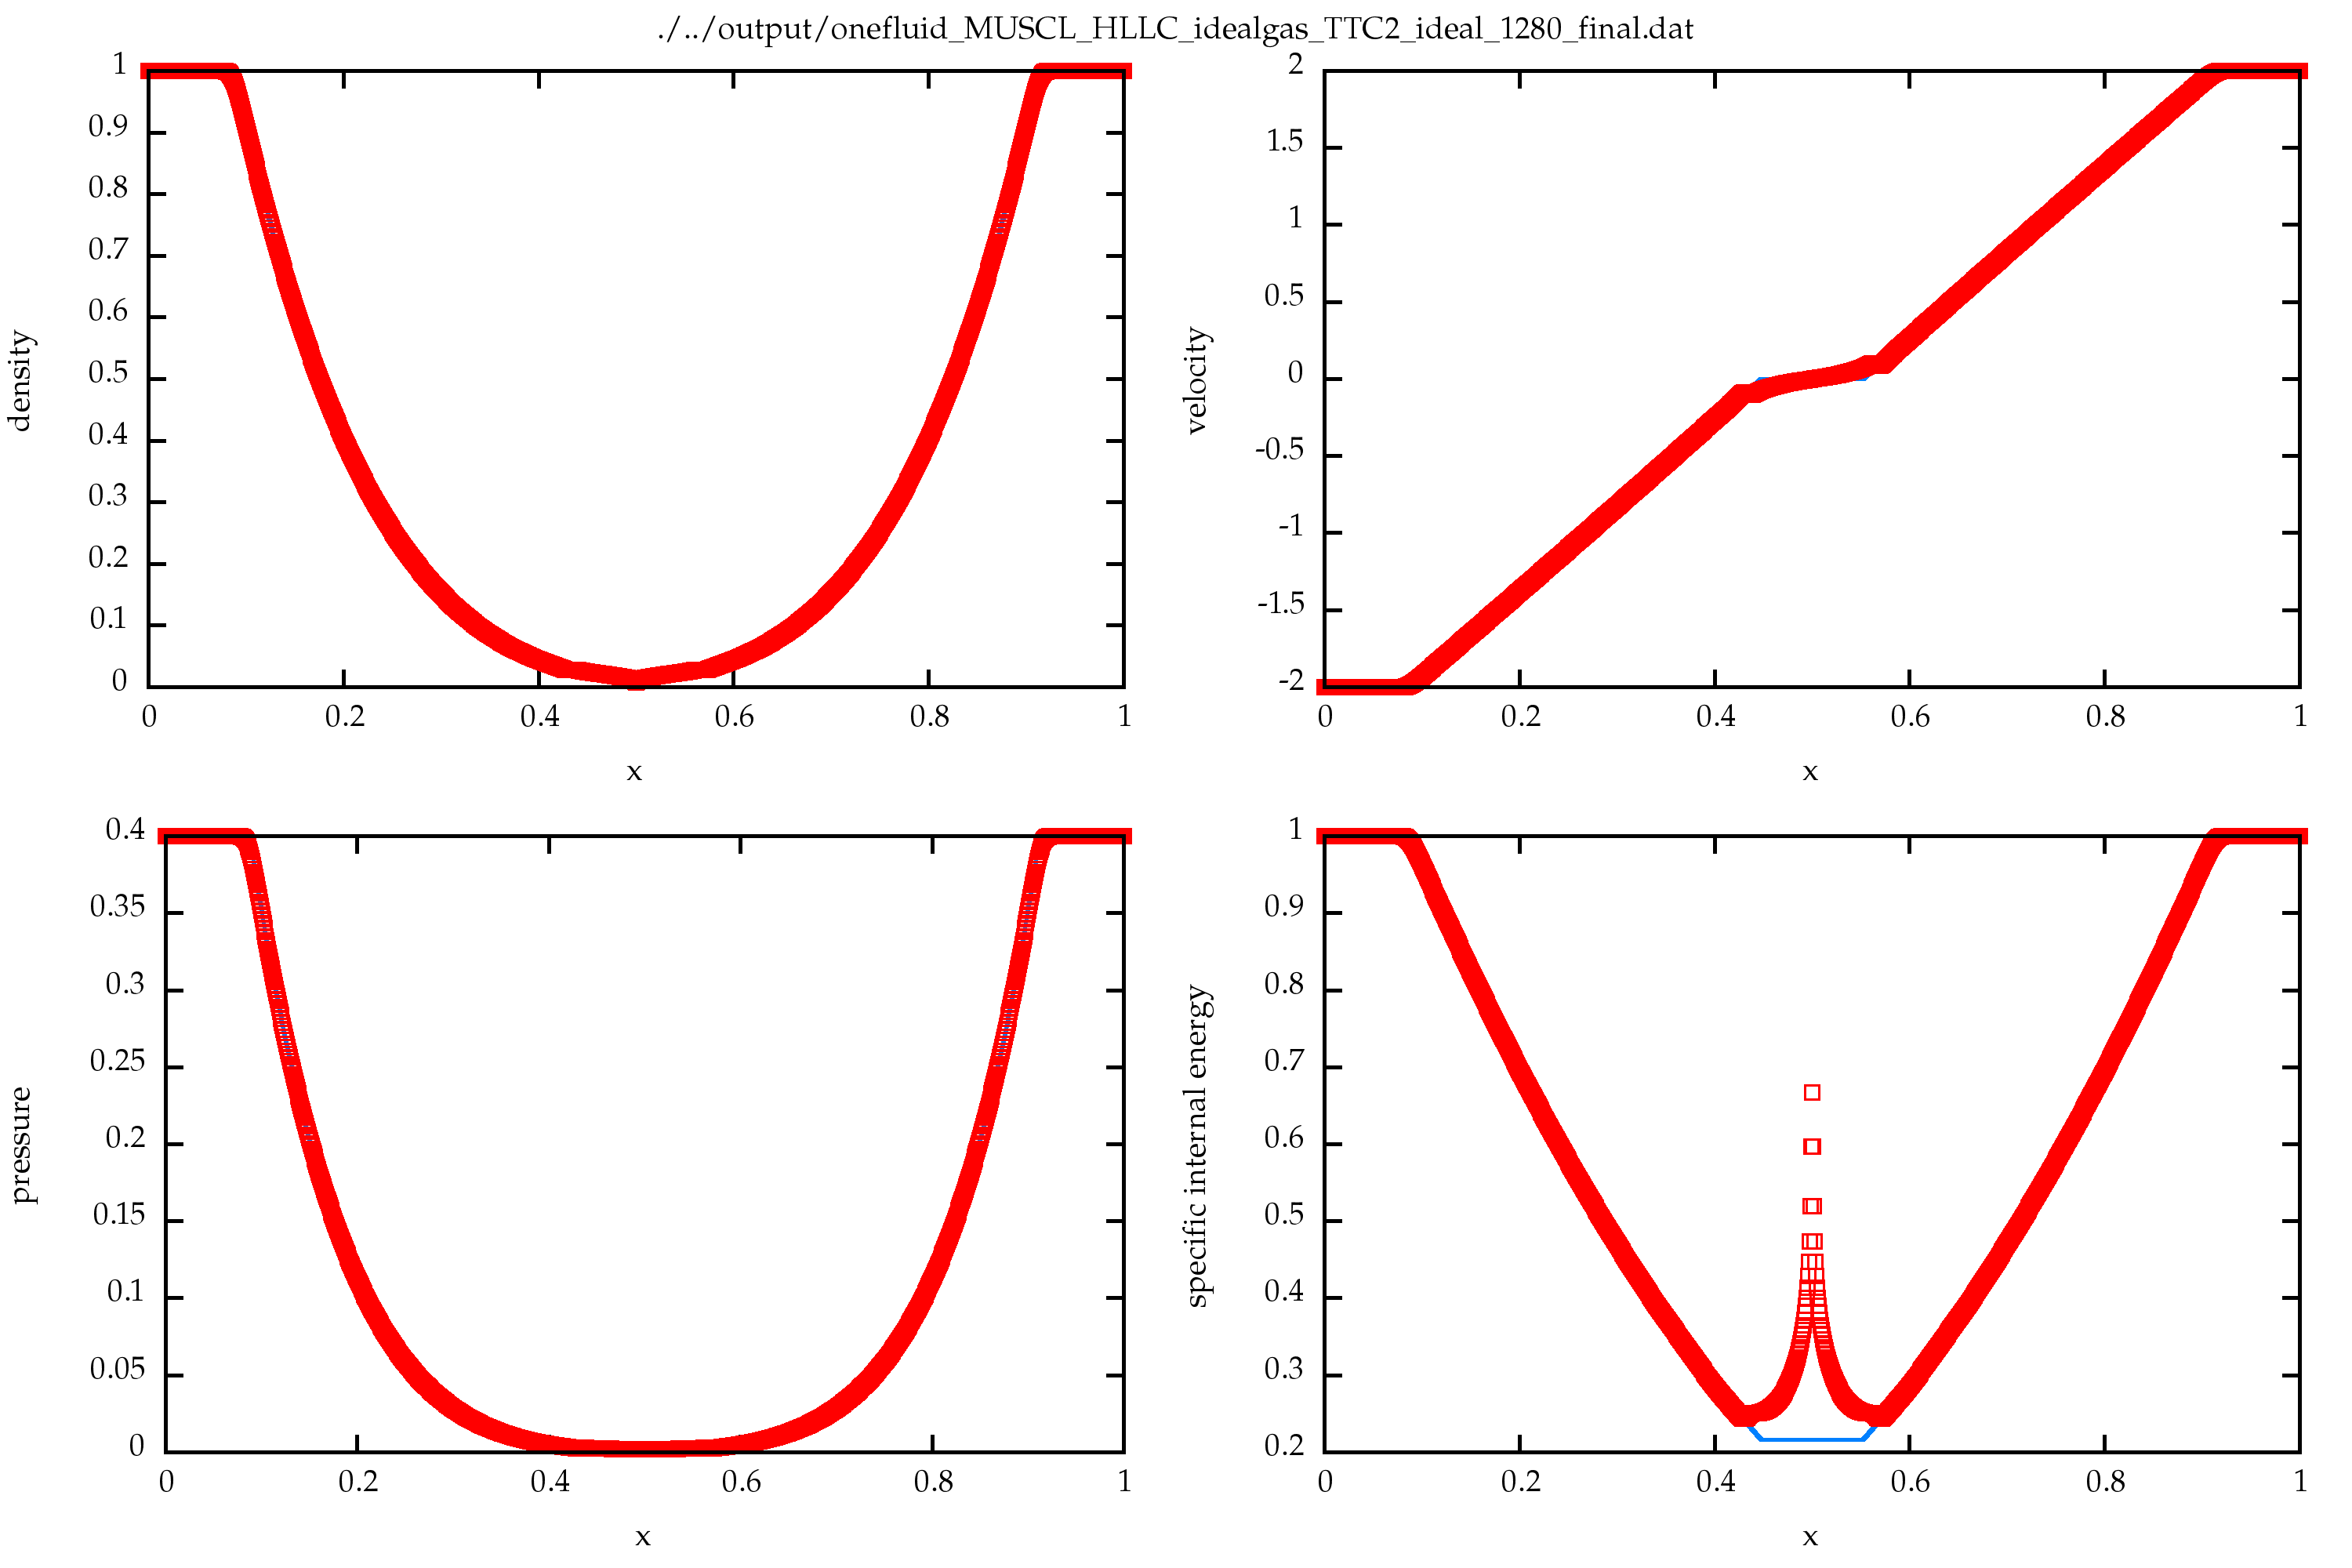 ./../output/onefluid_MUSCL_HLLC_idealgas_TTC2_ideal_1280_final.dat
density
1
0.9
0.8
0.7
0.6
0.5
0.4
0.3
0.2
0.1
0
0 0.2 0.4 0.6 0.8 1
x
velocity
2
1.5
1
0.5
0
-0.5
-1
-1.5
-2
0 0.2 0.4 0.6 0.8 1
x
pressure
0.4
0.35
0.3
0.25
0.2
0.15
0.1
0.05
0
0 0.2 0.4 0.6 0.8 1
x
specific internal energy
1
0.9
0.8
0.7
0.6
0.5
0.4
0.3
0.2
0 0.2 0.4 0.6 0.8 1
x